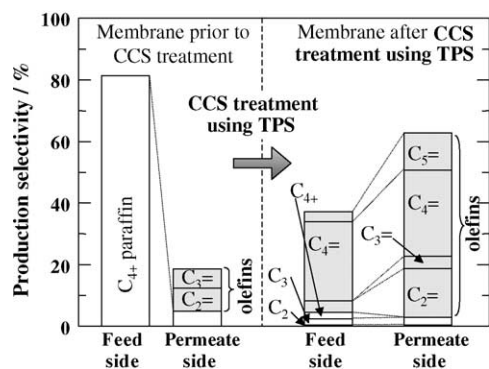 Production selectivity / %
100
80
60
40
20
0
Membrane prior to
CCS treatment
Membrane after CCS
treatment using TPS
CCS treatment
using TPS
C4+ paraffin
C3=
C2=
olefins
C4+
C4=
C3
C2
C5=
C4=
C3=
C2=
olefins
Feed
side
Permeate
side
Feed
side
Permeate
side